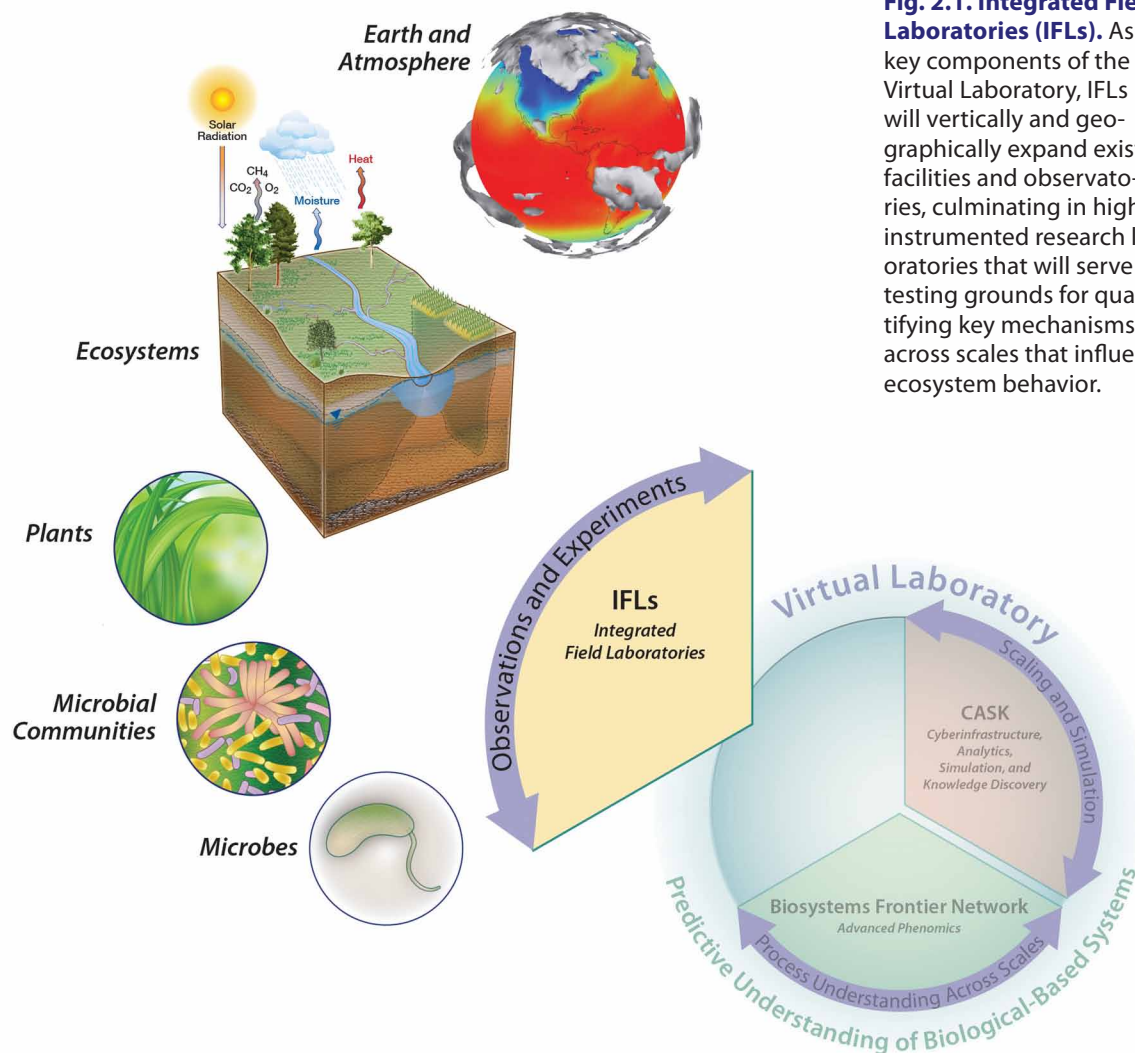 Fig. 2.1. Integrated Fie
Laboratories (IFLs). As
key components of the
Virtual Laboratory, IFLs
will vertically and geo-
graphically expand exist
facilities and observato-
ries, culminating in high
instrumented research l
oratories that will serve
testing grounds for qua
tifying key mechanisms
across scales that influe
ecosystem behavior.
Earth and
Atmosphere
Solar
Radiation
CH4
CO2 O2
Moisture
Heat
Ecosystems
Plants
Microbial
Communities
Microbes
Observations and Experiments
IFLs
Integrated
Field Laboratories
Virtual Laboratory
Scaling and Simulation
CASK
Cyberinfrastructure,
Analytics,
Simulation, and
Knowledge Discovery
Biosystems Frontier Network
Advanced Phenomics
Process Understanding Across Scales
Predictive Understanding of Biological-Based Systems